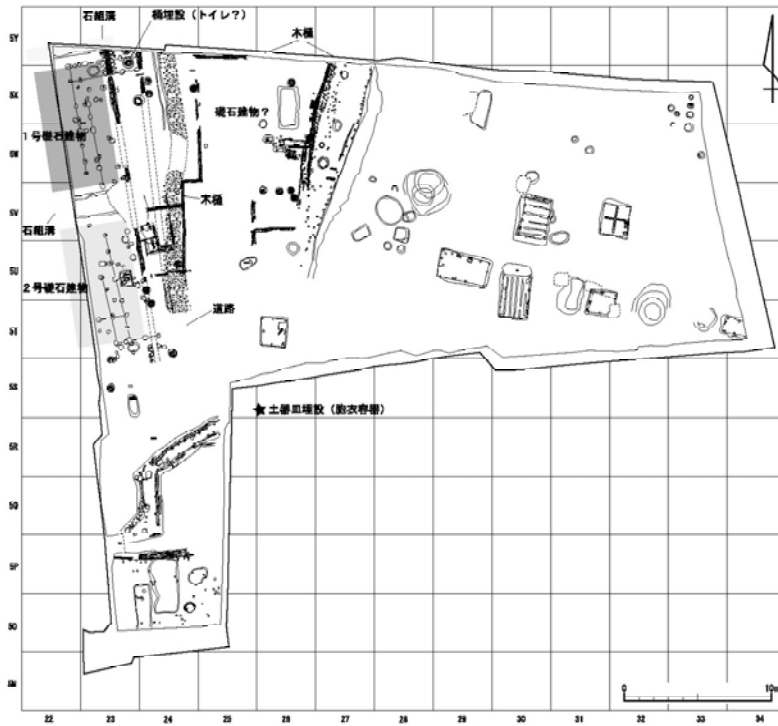 石組溝
桶埋設（トイレ？）
木樋
5Y
5X
礎石建物？
1号礎石建物
5W
5V
木樋
石組溝
5U
2号礎石建物
道路
5T
5S
★土器皿埋設（胞衣容器）
5R
5Q
5P
5O
5N
0
10m
22
23
24
25
26
27
28
29
30
31
32
33
34